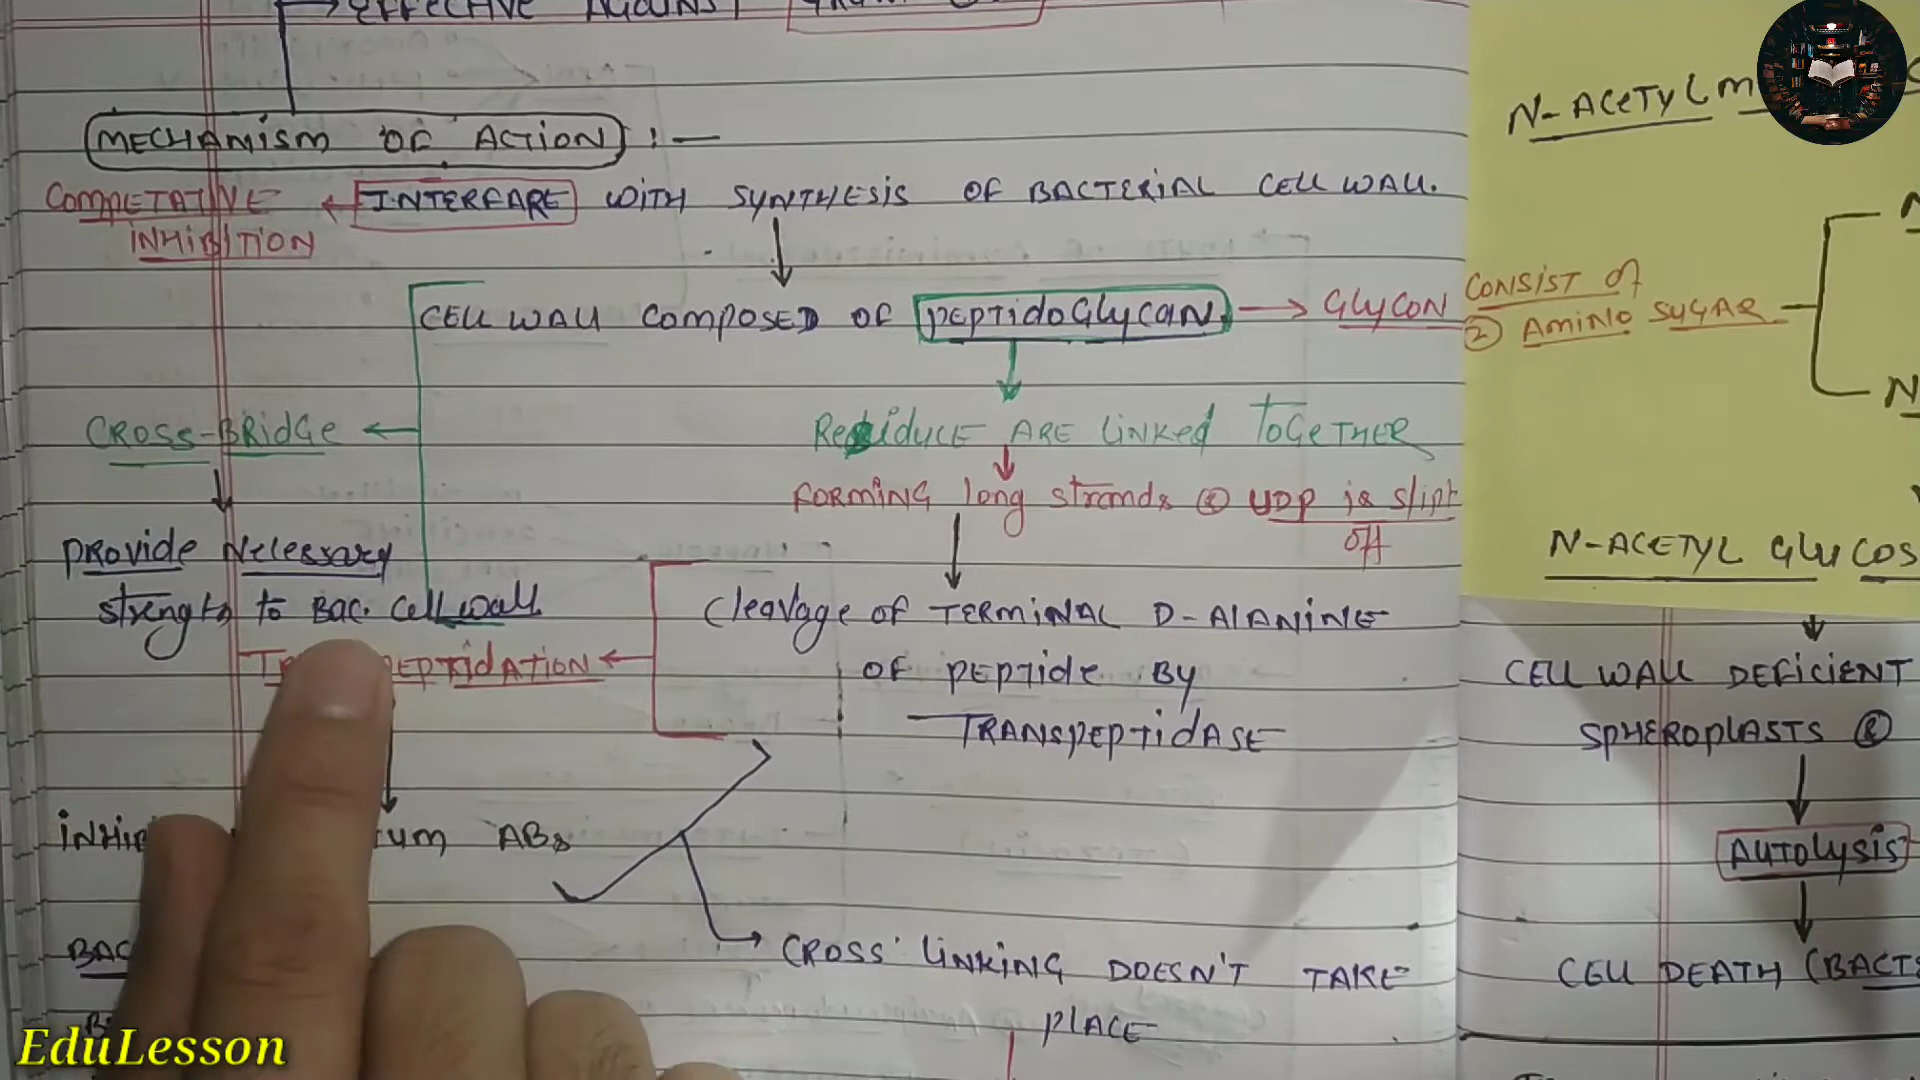 EFFECTIVE
MECHAMISM OF ACTION :-
COMPETATIVE ← INTERFARE WITH SYNTHESIS OF BACTERIAL CELL WALL.
INHIBITION
CELL WALL COMPOSED OF PEPTIDOGLYCAN → GLYCON
CROSS-BRIDGE ←
REsiduce ARE linked TOGETHER
FORMING long strands & UDP is slipt
off
PROVIDE Necessary
strength to BAC. Cell wall
Cleavage of TERMINAL D-AlANINE
OF PEPTIDE BY
TRANSPEPTIDASE
ABs
CROSS LINKING DOESN'T TAKE
PLACE
N-ACETYL
CONSIST Of
② AMINO SUGAR
N-ACETYL GLUCOS
CELL WALL DEFICIENT
SPHEROPLASTS &
AUTOLYSIS
CELL DEATH (BACT
EduLesson